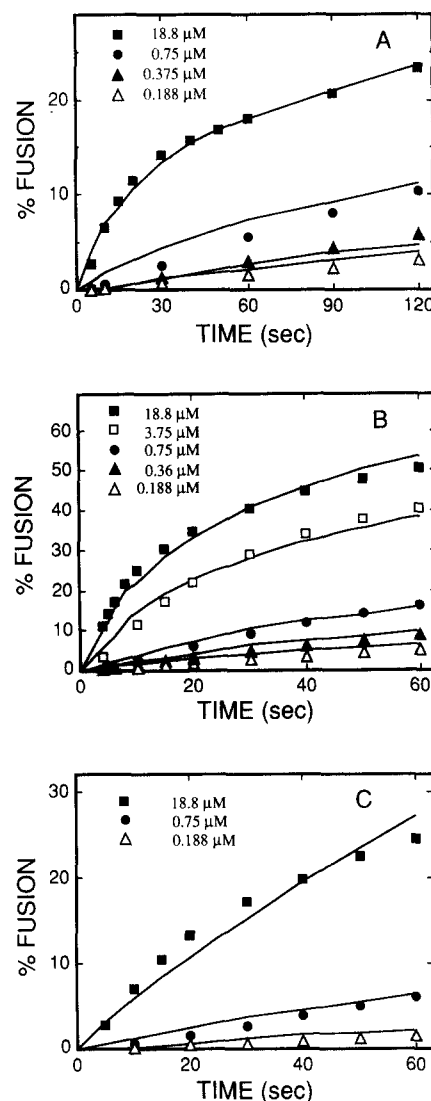 A
18.8 µM
0.75 µM
0.375 µM
0.188 µM
% FUSION
20
10
0
0 30 60 90 120
TIME (sec)
B
18.8 µM
3.75 µM
0.75 µM
0.36 µM
0.188 µM
% FUSION
60
50
40
30
20
10
0
0 20 40 60
TIME (sec)
C
18.8 µM
0.75 µM
0.188 µM
% FUSION
30
20
10
0
0 20 40 60
TIME (sec)